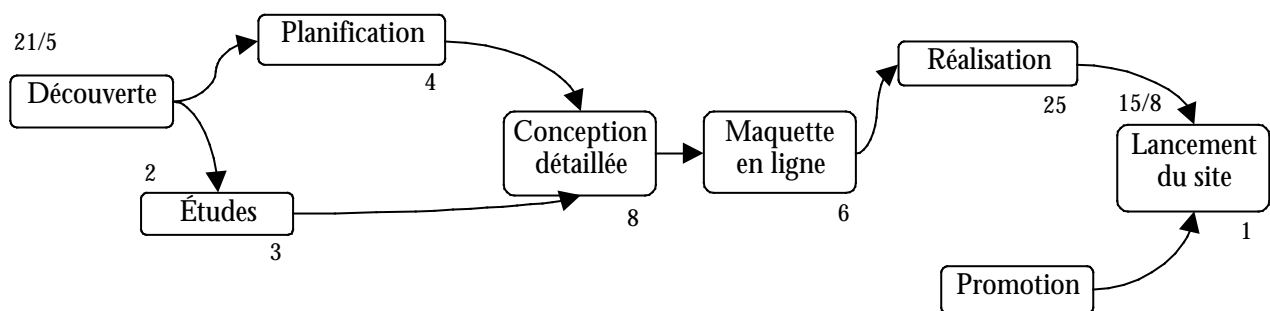 21/5
Découverte
Planification
4
2
Études
3
Conception
détaillée
8
Maquette
en ligne
6
Réalisation
25
15/8
Lancement
du site
1
Promotion